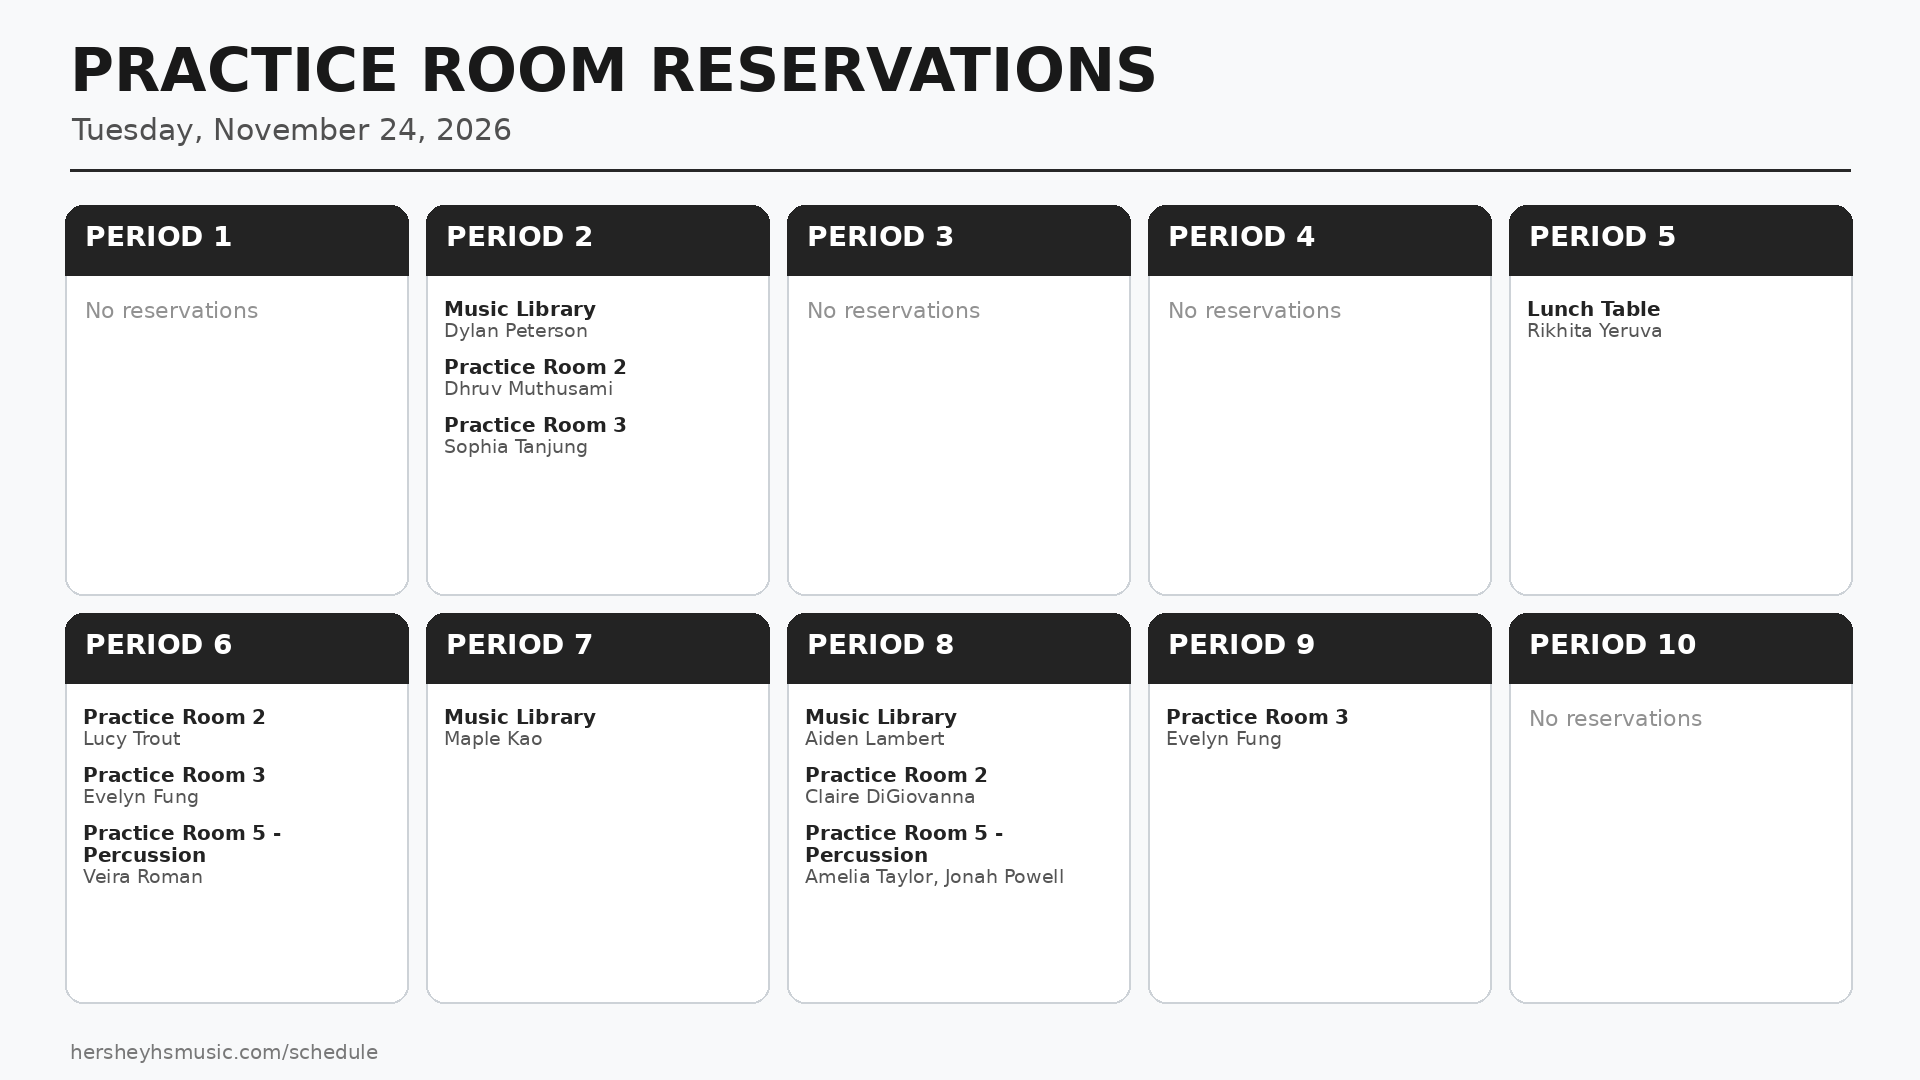 PRACTICE ROOM RESERVATIONS
Tuesday, November 24, 2026
PERIOD 1
No reservations
PERIOD 2
Music Library
Dylan Peterson
Practice Room 2
Dhruv Muthusami
Practice Room 3
Sophia Tanjung
PERIOD 3
No reservations
PERIOD 4
No reservations
PERIOD 5
Lunch Table
Rikhita Yeruva
PERIOD 6
Practice Room 2
Lucy Trout
Practice Room 3
Evelyn Fung
Practice Room 5 -
Percussion
Veira Roman
PERIOD 7
Music Library
Maple Kao
PERIOD 8
Music Library
Aiden Lambert
Practice Room 2
Claire DiGiovanna
Practice Room 5 -
Percussion
Amelia Taylor, Jonah Powell
PERIOD 9
Practice Room 3
Evelyn Fung
PERIOD 10
No reservations
hersheyhsmusic.com/schedule